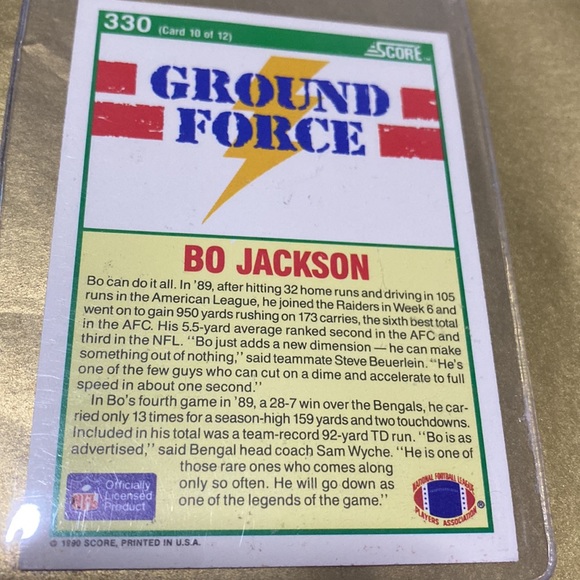 330 (Card 10 of 12)
SCORE™
GROUND
FORCE
BO JACKSON
Bo can do it all. In '89, after hitting 32 home runs and driving in 105
runs in the American League, he joined the Raiders in Week 6 and
went on to gain 950 yards rushing on 173 carries, the sixth best total
in the AFC. His 5.5-yard average ranked second in the AFC and
third in the NFL. "Bo just adds a new dimension — he can make
something out of nothing," said teammate Steve Beuerlein. "He's
one of the few guys who can cut on a dime and accelerate to full
speed in about one second."
In Bo's fourth game in '89, a 28-7 win over the Bengals, he car-
ried only 13 times for a season-high 159 yards and two touchdowns.
Included in his total was a team-record 92-yard TD run. "Bo is as
advertised," said Bengal head coach Sam Wyche. "He is one of
those rare ones who comes along
only so often. He will go down as
one of the legends of the game."
NFL
Officially
Licensed
Product
NATIONAL FOOTBALL LEAGUE
PLAYERS ASSOCIATION
®
© 1990 SCORE, PRINTED IN U.S.A.